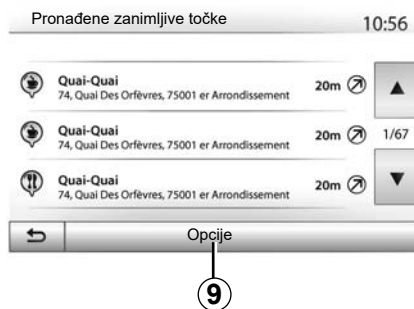 Pronađene zanimljive točke 10:56
Quai-Quai
74, Quai Des Orfèvres, 75001 er Arrondissement 20m
Quai-Quai
74, Quai Des Orfèvres, 75001 er Arrondissement 20m 1/67
Quai-Quai
74, Quai Des Orfèvres, 75001 er Arrondissement 20m
Opcije
9